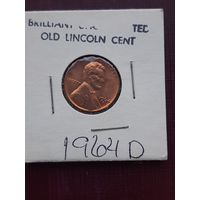 BRILLIANT TEC
OLD LINCOLN CENT
1964 D